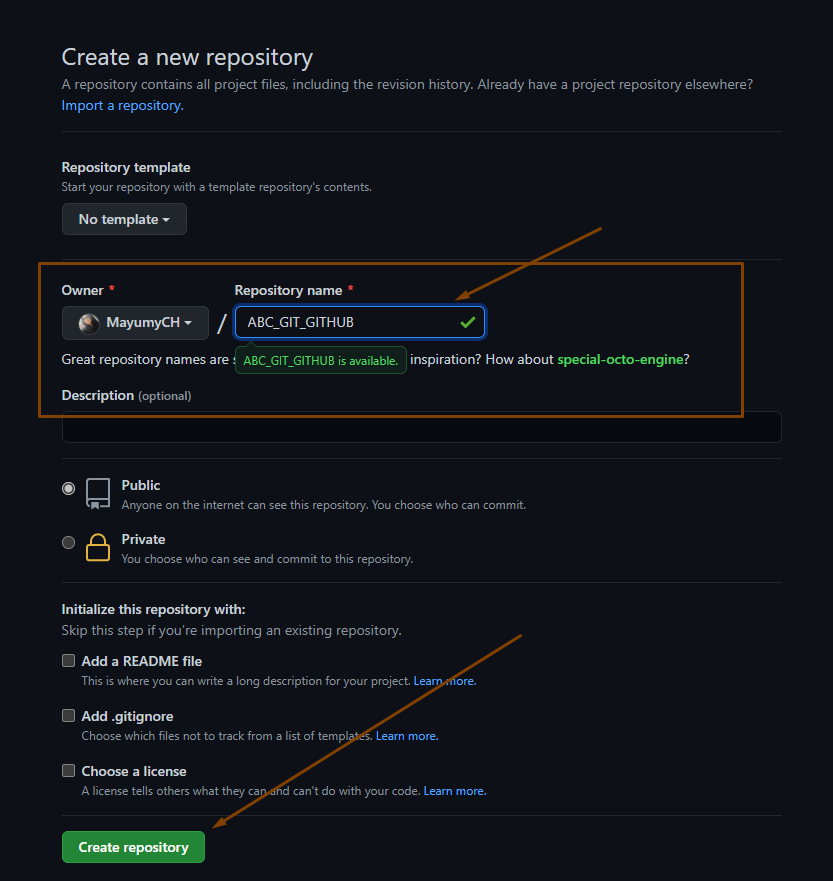 Create a new repository
A repository contains all project files, including the revision history. Already have a project repository elsewhere?
Import a repository.
Repository template
Start your repository with a template repository's contents.
No template
Owner * Repository name *
MayumyCH / ABC_GIT_GITHUB
Great repository names are s ABC_GIT_GITHUB is available. inspiration? How about special-octo-engine?
Description (optional)
Public
Anyone on the internet can see this repository. You choose who can commit.
Private
You choose who can see and commit to this repository.
Initialize this repository with:
Skip this step if you're importing an existing repository.
Add a README file
This is where you can write a long description for your project. Learn more.
Add .gitignore
Choose which files not to track from a list of templates. Learn more.
Choose a license
A license tells others what they can and can't do with your code. Learn more.
Create repository